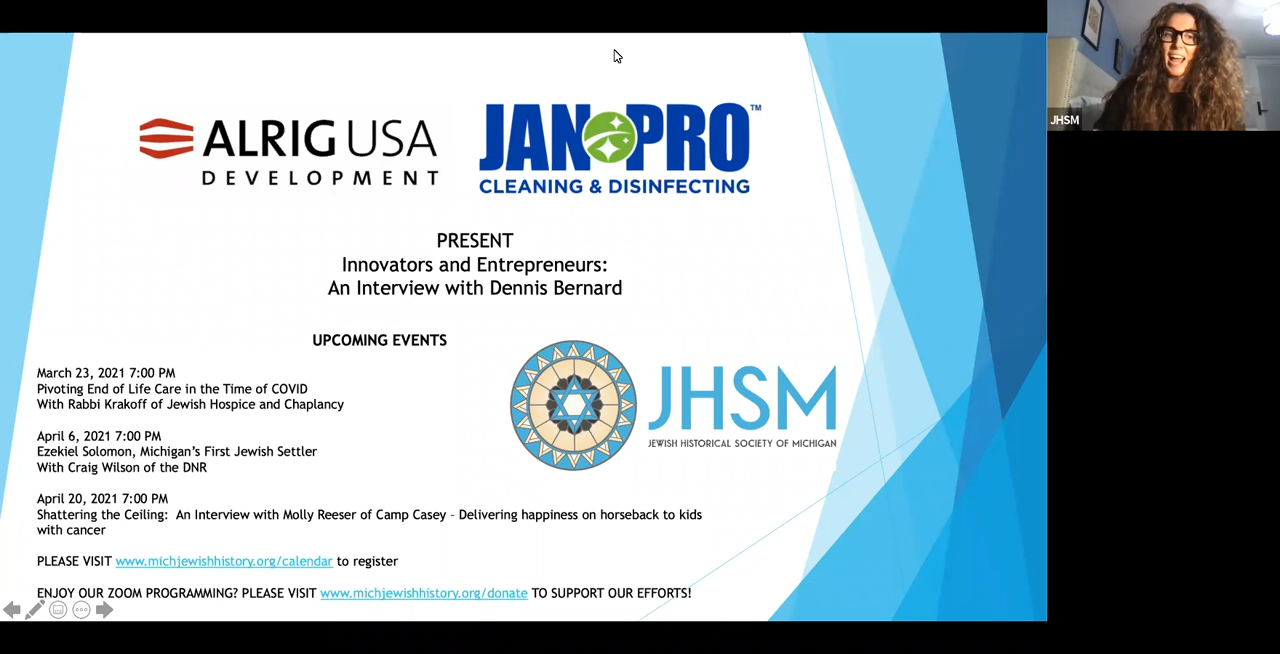 ALRIG USA
DEVELOPMENT
JAN PRO™
CLEANING & DISINFECTING
JHSM
PRESENT
Innovators and Entrepreneurs:
An Interview with Dennis Bernard
UPCOMING EVENTS
March 23, 2021 7:00 PM
Pivoting End of Life Care in the Time of COVID
With Rabbi Krakoff of Jewish Hospice and Chaplancy
April 6, 2021 7:00 PM
Ezekiel Solomon, Michigan's First Jewish Settler
With Craig Wilson of the DNR
JHSM
JEWISH HISTORICAL SOCIETY OF MICHIGAN
April 20, 2021 7:00 PM
Shattering the Ceiling:  An Interview with Molly Reeser of Camp Casey – Delivering happiness on horseback to kids
with cancer
PLEASE VISIT www.michjewishhistory.org/calendar to register
ENJOY OUR ZOOM PROGRAMMING? PLEASE VISIT www.michjewishhistory.org/donate TO SUPPORT OUR EFFORTS!